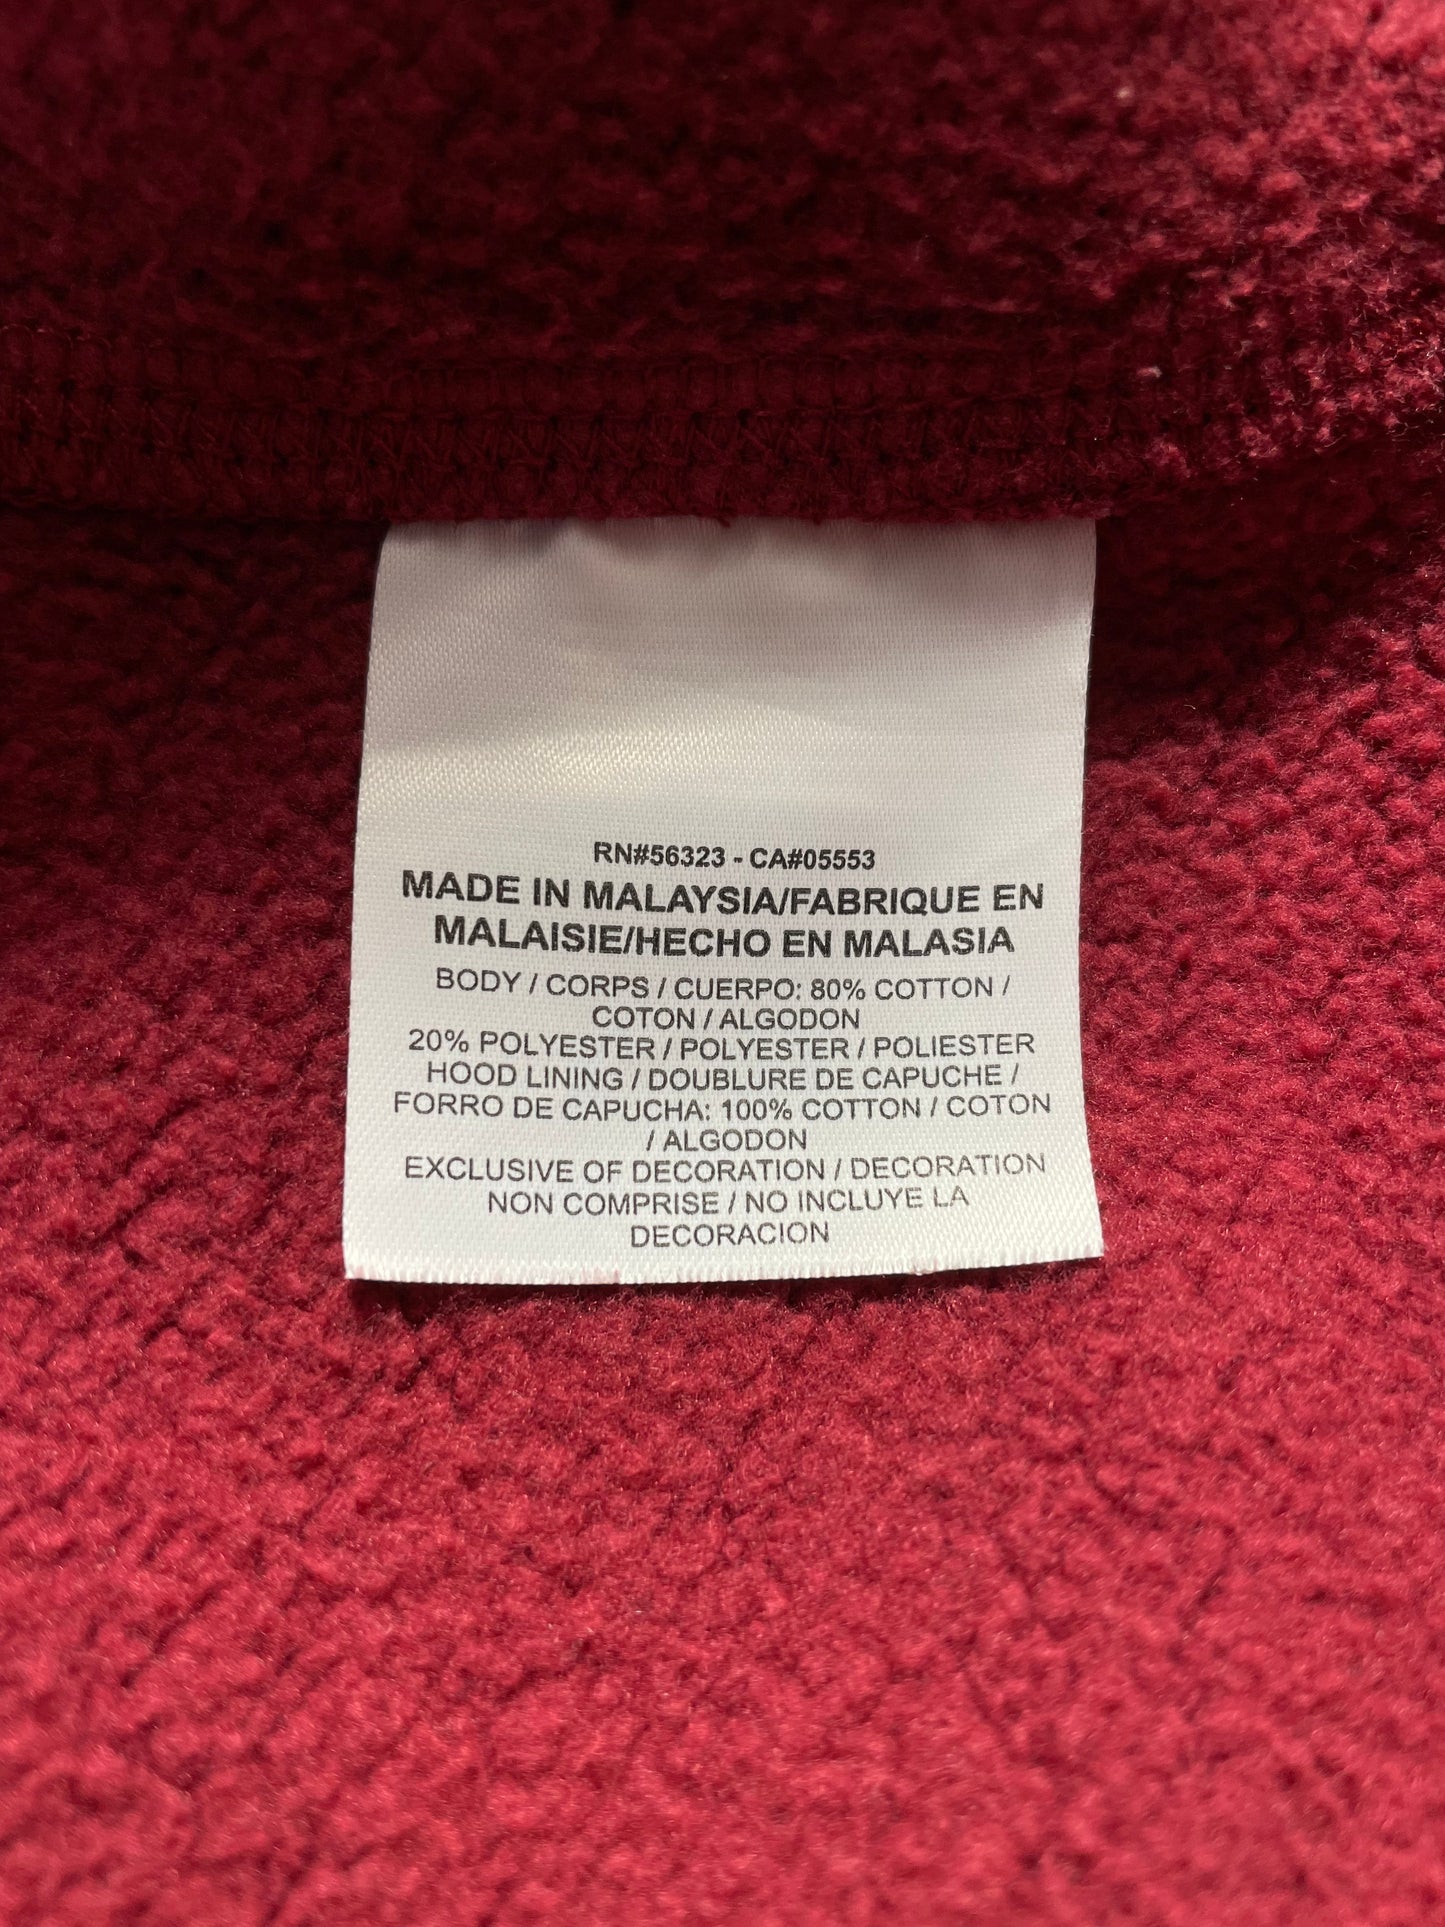 RN#56323 - CA#05553
MADE IN MALAYSIA/FABRIQUE EN
MALAISIE/HECHO EN MALASIA
BODY / CORPS / CUERPO: 80% COTTON /
COTON / ALGODON
20% POLYESTER / POLYESTER / POLIESTER
HOOD LINING / DOUBLURE DE CAPUCHE /
FORRO DE CAPUCHA: 100% COTTON / COTON
/ ALGODON
EXCLUSIVE OF DECORATION / DECORATION
NON COMPRISE / NO INCLUYE LA
DECORACION